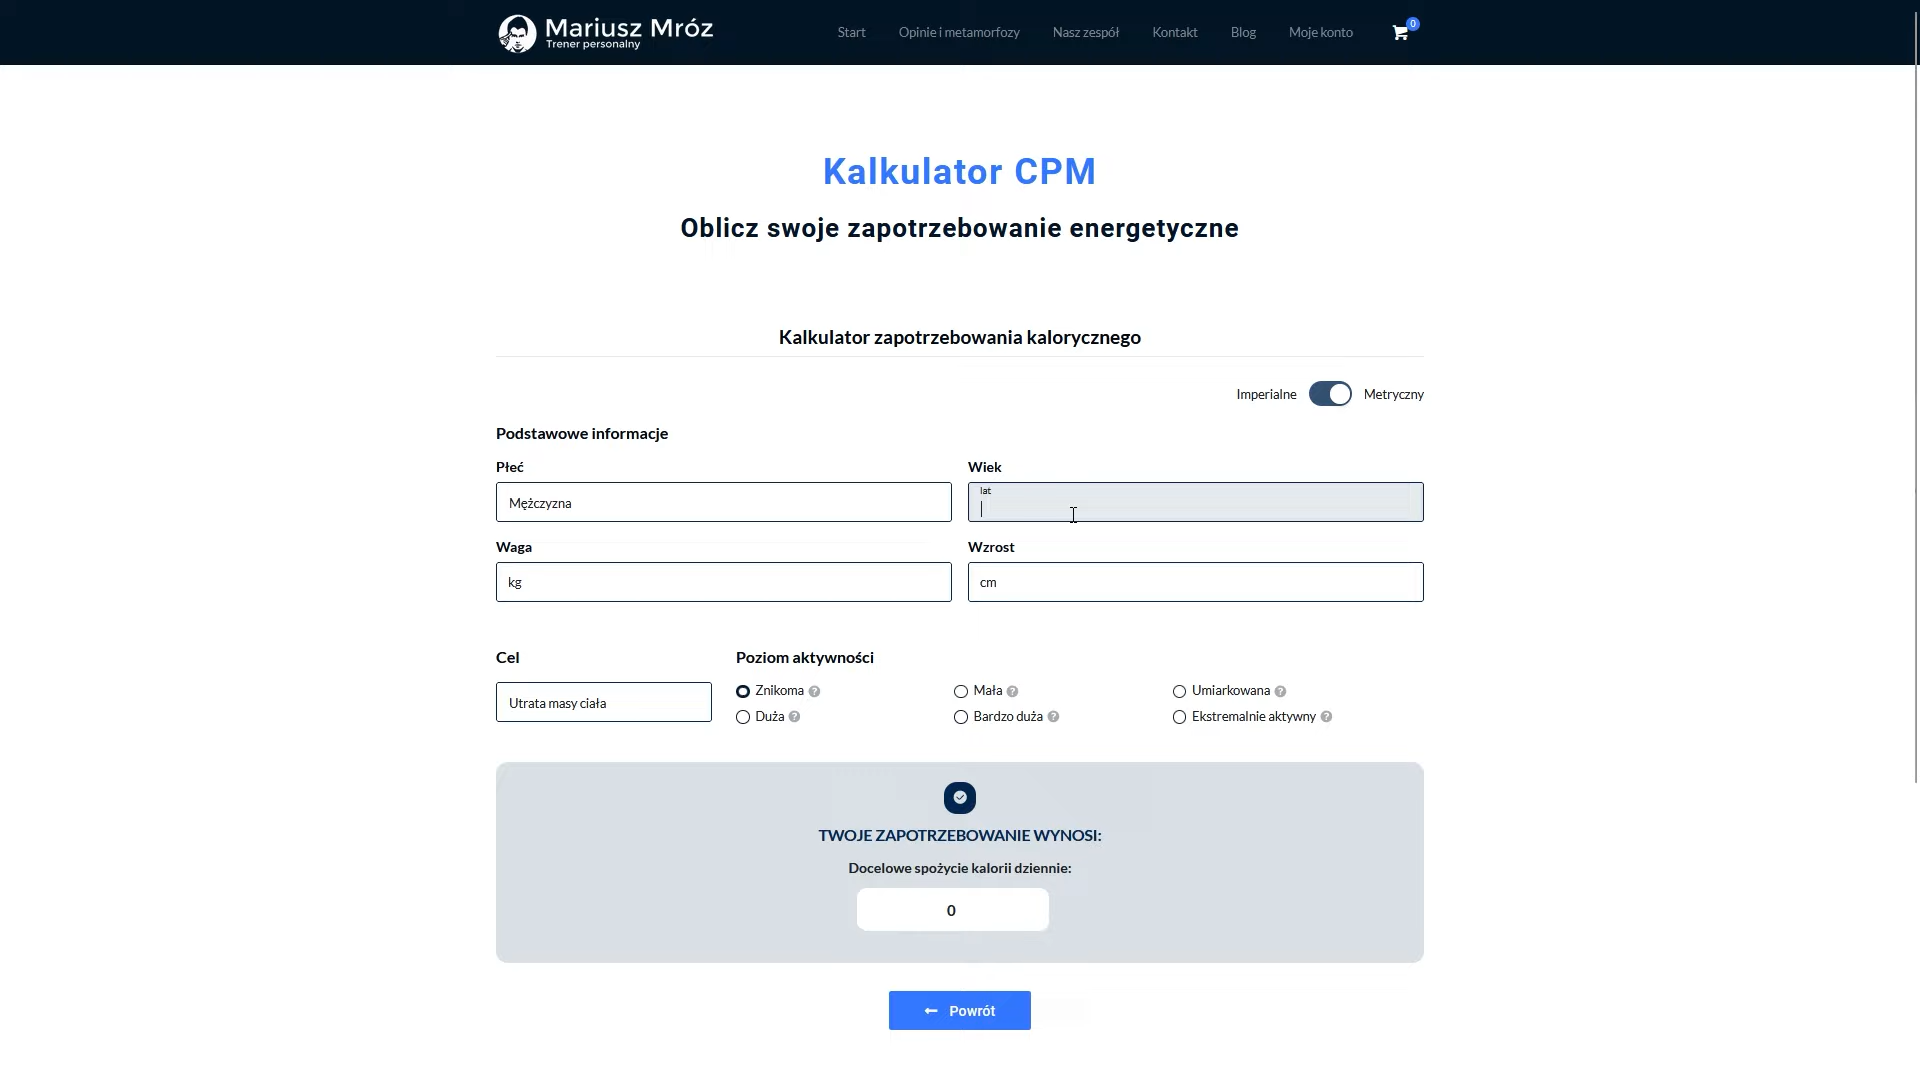 Mariusz Mróz
Trener personalny
Start
Opinie i metamorfozy
Nasz zespół
Kontakt
Blog
Moje konto
0
Kalkulator CPM
Oblicz swoje zapotrzebowanie energetyczne
Kalkulator zapotrzebowania kalorycznego
Imperialne
Metryczny
Podstawowe informacje
Płeć
Wiek
Mężczyzna
lat
Waga
Wzrost
kg
cm
Cel
Poziom aktywności
Utrata masy ciała
Znikoma ?
Mała ?
Umiarkowana ?
Duża ?
Bardzo duża ?
Ekstremalnie aktywny ?
TWOJE ZAPOTRZEBOWANIE WYNOSI:
Docelowe spożycie kalorii dziennie:
0
Powrót